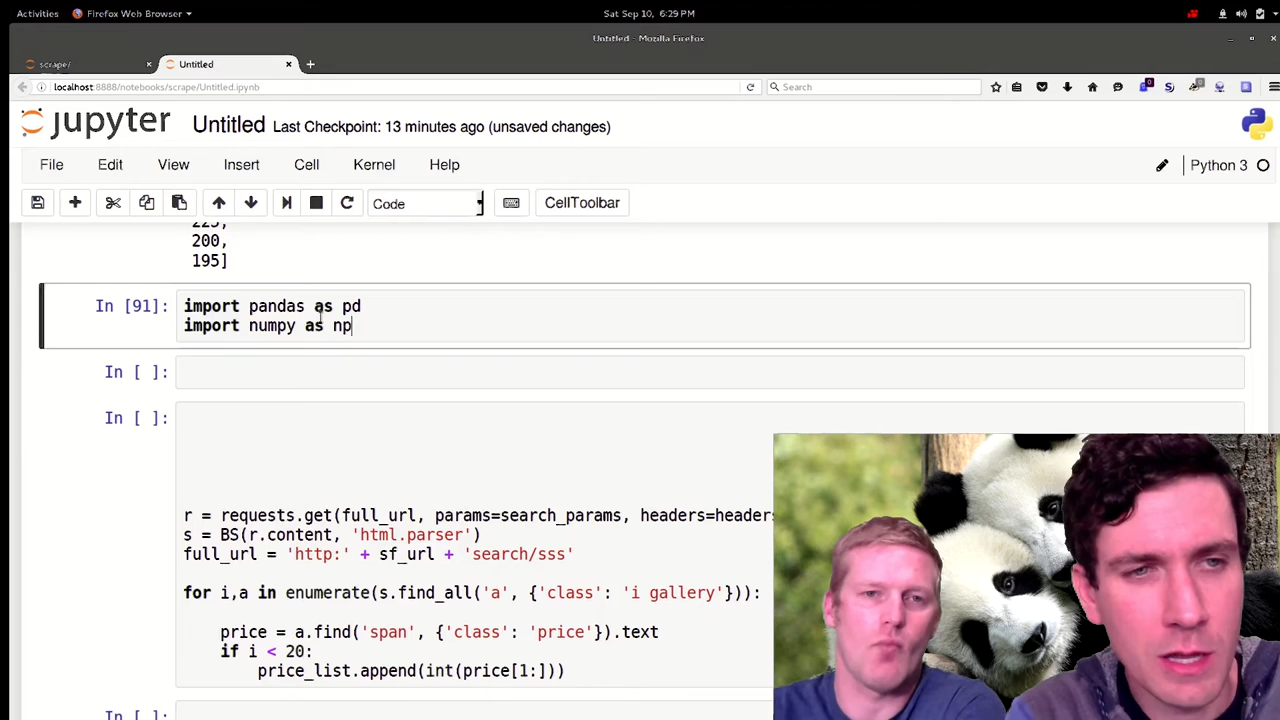 Activities Firefox Web Browser Sat Sep 10, 6:29 PM
Untitled - Mozilla Firefox
scrape/ × Untitled × +
localhost:8888/notebooks/scrape/Untitled.ipynb Search
jupyter Untitled Last Checkpoint: 13 minutes ago (unsaved changes)
File Edit View Insert Cell Kernel Help Python 3
Code CellToolbar
225,
200,
195]
In [91]: import pandas as pd
import numpy as np
In [ ]:
In [ ]:
r = requests.get(full_url, params=search_params, headers=headers
s = BS(r.content, 'html.parser')
full_url = 'http:' + sf_url + 'search/sss'
for i,a in enumerate(s.find_all('a', {'class': 'i gallery'})):
price = a.find('span', {'class': 'price'}).text
if i < 20:
price_list.append(int(price[1:]))
In [ ]: